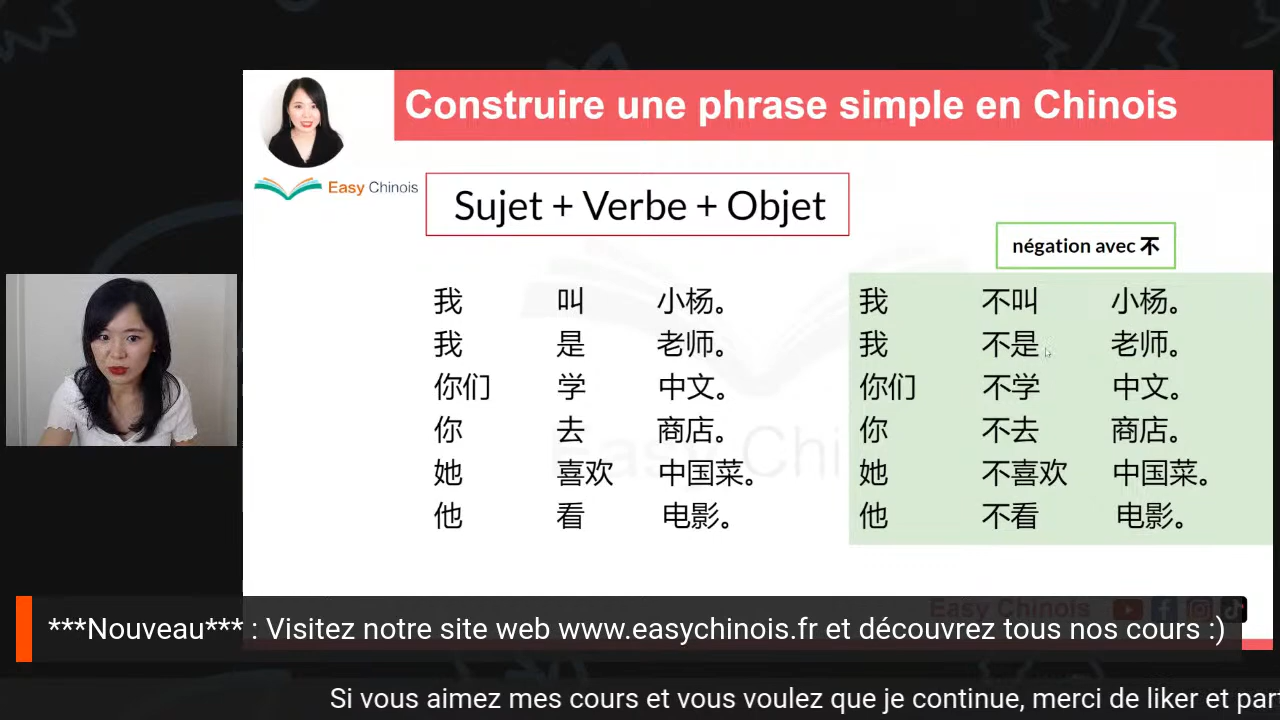 Construire une phrase simple en Chinois
Easy Chinois
Sujet + Verbe + Objet
négation avec 不
我 叫 小杨。 我 不叫 小杨。
我 是 老师。 我 不是 老师。
你们 学 中文。 你们 不学 中文。
你 去 商店。 你 不去 商店。
她 喜欢 中国菜。 她 不喜欢 中国菜。
他 看 电影。 他 不看 电影。
Easy Chinois
Easy Chinois
***Nouveau*** : Visitez notre site web www.easychinois.fr et découvrez tous nos cours :)
Si vous aimez mes cours et vous voulez que je continue, merci de liker et par